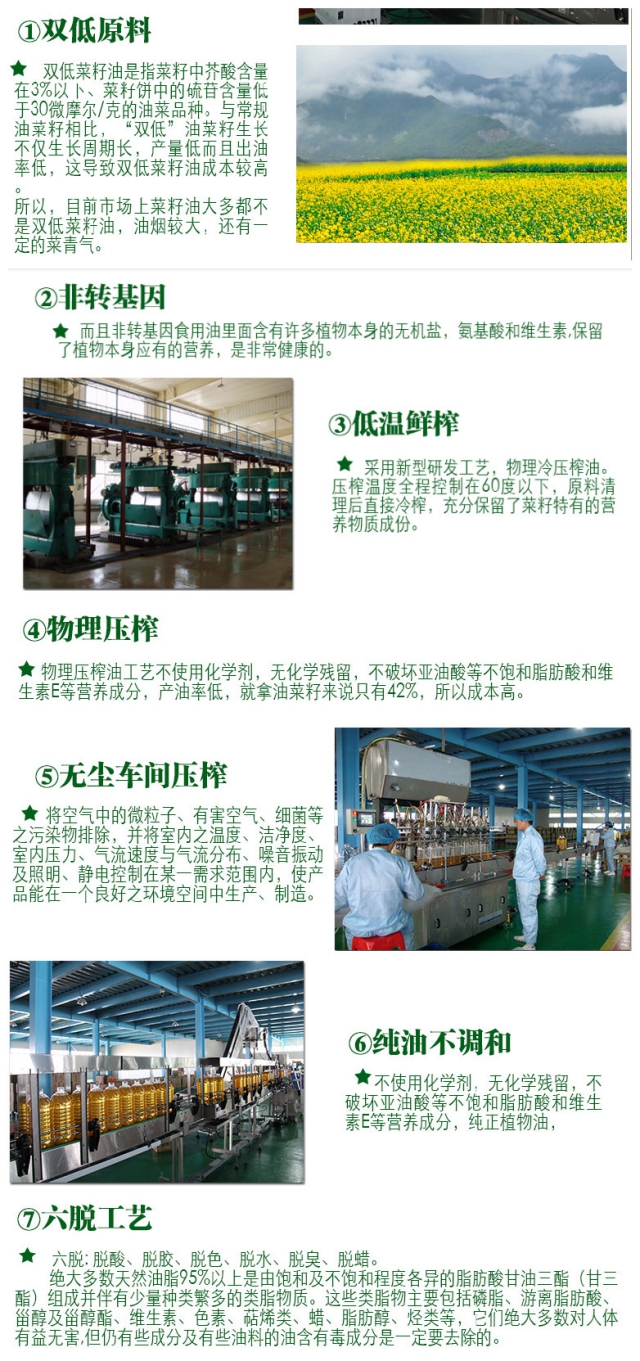 ①双低原料
★ 双低菜籽油是指菜籽中芥酸含量
在3%以下、菜籽饼中的硫苷含量低
于30微摩尔/克的油菜品种。与常规
油菜籽相比，“双低”油菜籽生长
不仅生长周期长，产量低而且出油
率低，这导致双低菜籽油成本较高
。
所以，目前市场上菜籽油大多都不
是双低菜籽油，油烟较大，还有一
定的菜青气。
②非转基因
★ 而且非转基因食用油里面含有许多植物本身的无机盐，氨基酸和维生素,保留
了植物本身应有的营养，是非常健康的。
③低温鲜榨
★ 采用新型研发工艺，物理冷压榨油。
压榨温度全程控制在60度以下，原料清
理后直接冷榨，充分保留了菜籽特有的营
养物质成份。
④物理压榨
★ 物理压榨油工艺不使用化学剂，无化学残留，不破坏亚油酸等不饱和脂肪酸和维
生素E等营养成分，产油率低，就拿油菜籽来说只有42%，所以成本高。
⑤无尘车间压榨
★ 将空气中的微粒子、有害空气、细菌等
之污染物排除，并将室内之温度、洁净度、
室内压力、气流速度与气流分布、噪音振动
及照明、静电控制在某一需求范围内，使产
品能在一个良好之环境空间中生产、制造。
⑥纯油不调和
★不使用化学剂，无化学残留，不
破坏亚油酸等不饱和脂肪酸和维生
素E等营养成分，纯正植物油，
⑦六脱工艺
★ 六脱: 脱酸、脱胶、脱色、脱水、脱臭、脱蜡。
绝大多数天然油脂95%以上是由饱和及不饱和程度各异的脂肪酸甘油三酯（甘三
酯）组成并伴有少量种类繁多的类脂物质。这些类脂物主要包括磷脂、游离脂肪酸、
甾醇及甾醇酯、维生素、色素、萜烯类、蜡、脂肪醇、烃类等，它们绝大多数对人体
有益无害,但仍有些成分及有些油料的油含有毒成分是一定要去除的。